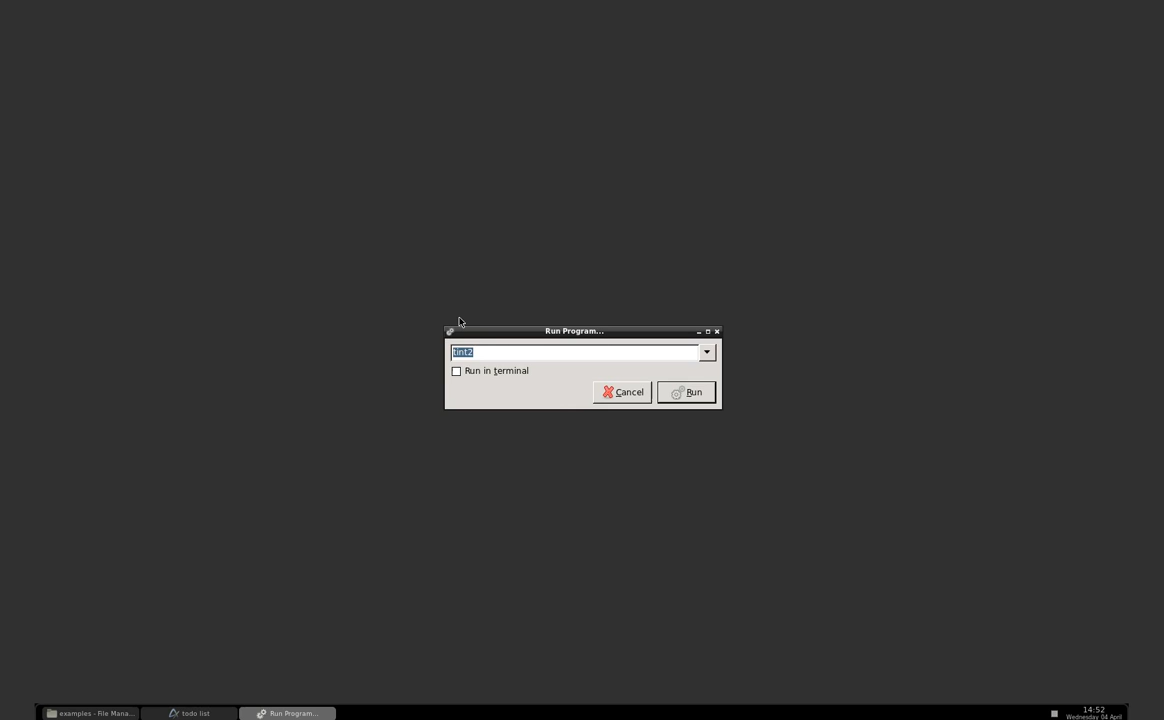 Run Program...
tint2
Run in terminal
Cancel
Run
examples - File Mana...
todo list
Run Program...
14:52
Wednesday 04 April